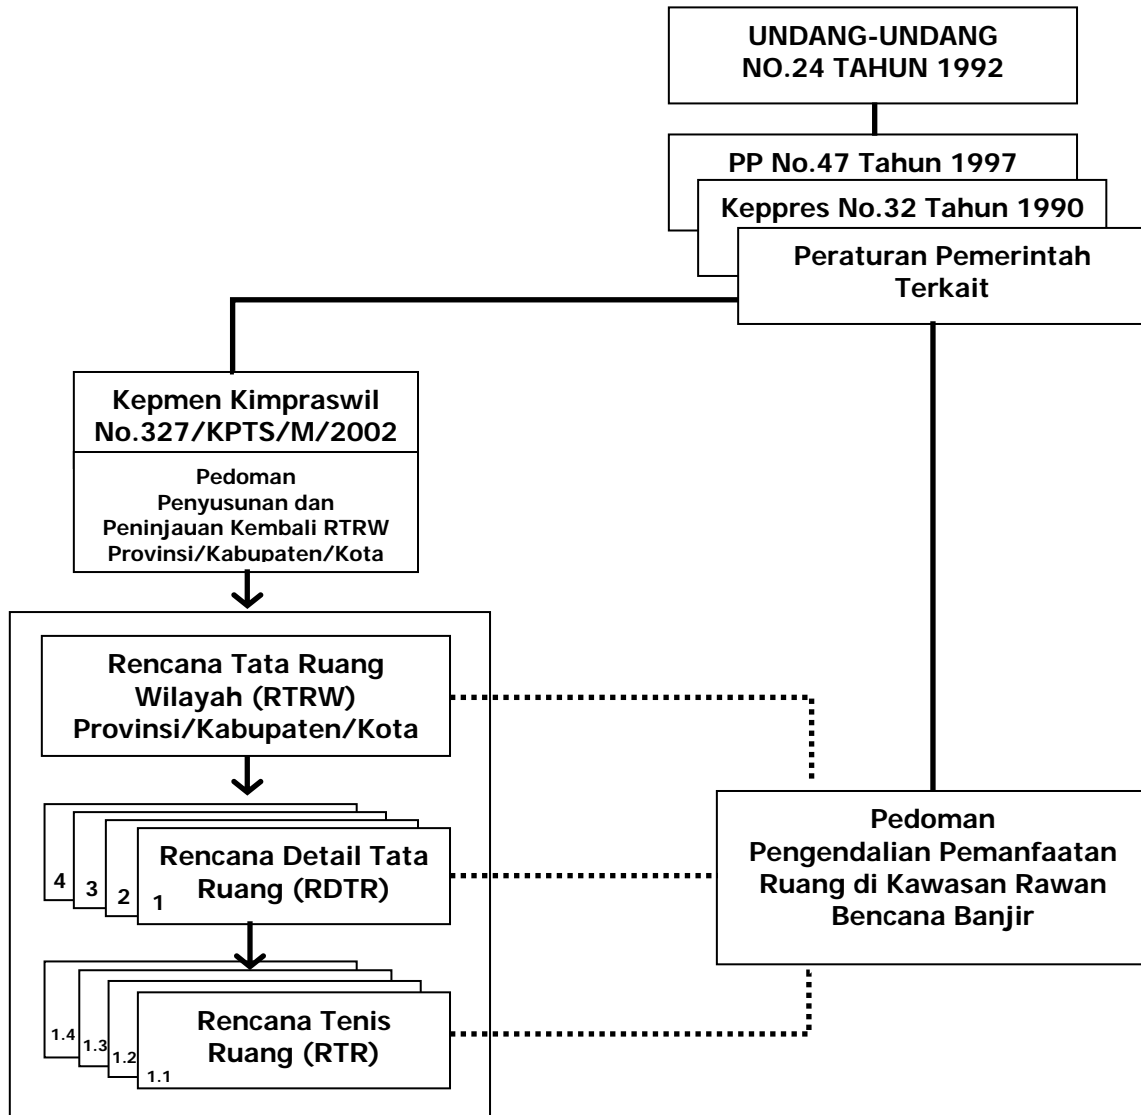 UNDANG-UNDANG
NO.24 TAHUN 1992
PP No.47 Tahun 1997
Keppres No.32 Tahun 1990
Peraturan Pemerintah
Terkait
Kepmen Kimpraswil
No.327/KPTS/M/2002
Pedoman
Penyusunan dan
Peninjauan Kembali RTRW
Provinsi/Kabupaten/Kota
Rencana Tata Ruang
Wilayah (RTRW)
Provinsi/Kabupaten/Kota
4
3
2
1
Rencana Detail Tata
Ruang (RDTR)
Pedoman
Pengendalian Pemanfaatan
Ruang di Kawasan Rawan
Bencana Banjir
1.4
1.3
1.2
1.1
Rencana Tenis
Ruang (RTR)